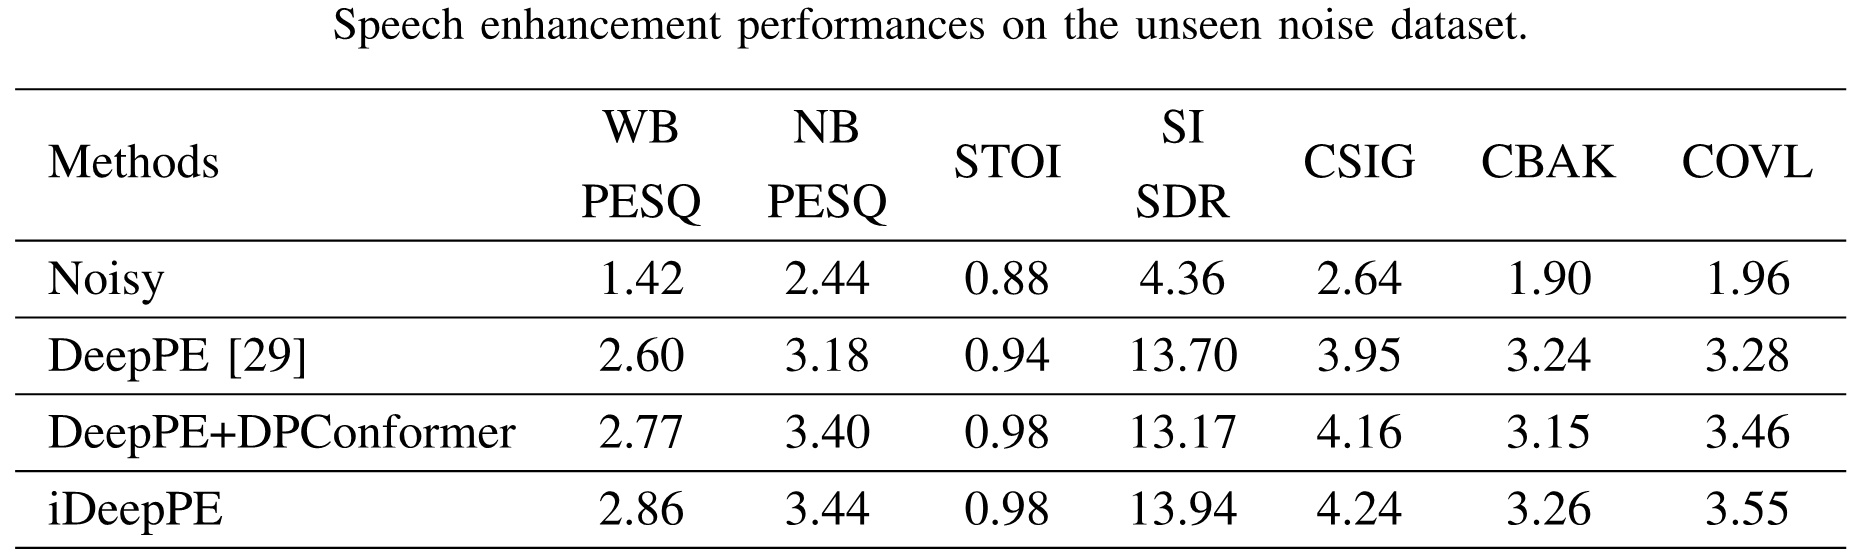 Speech enhancement performances on the unseen noise dataset.
Methods WB PESQ NB PESQ STOI SI SDR CSIG CBAK COVL
Noisy 1.42 2.44 0.88 4.36 2.64 1.90 1.96
DeepPE [29] 2.60 3.18 0.94 13.70 3.95 3.24 3.28
DeepPE+DPConformer 2.77 3.40 0.98 13.17 4.16 3.15 3.46
iDeepPE 2.86 3.44 0.98 13.94 4.24 3.26 3.55